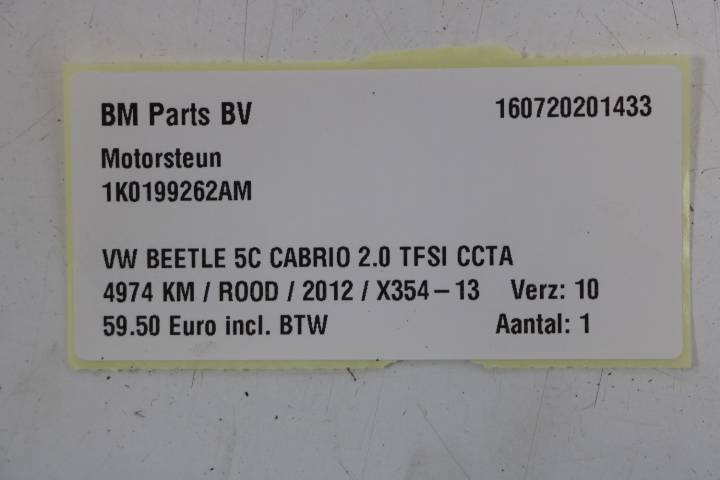 BM Parts BV 160720201433
Motorsteun
1K0199262AM
VW BEETLE 5C CABRIO 2.0 TFSI CCTA
4974 KM / ROOD / 2012 / X354-13 Verz: 10
59.50 Euro incl. BTW Aantal: 1